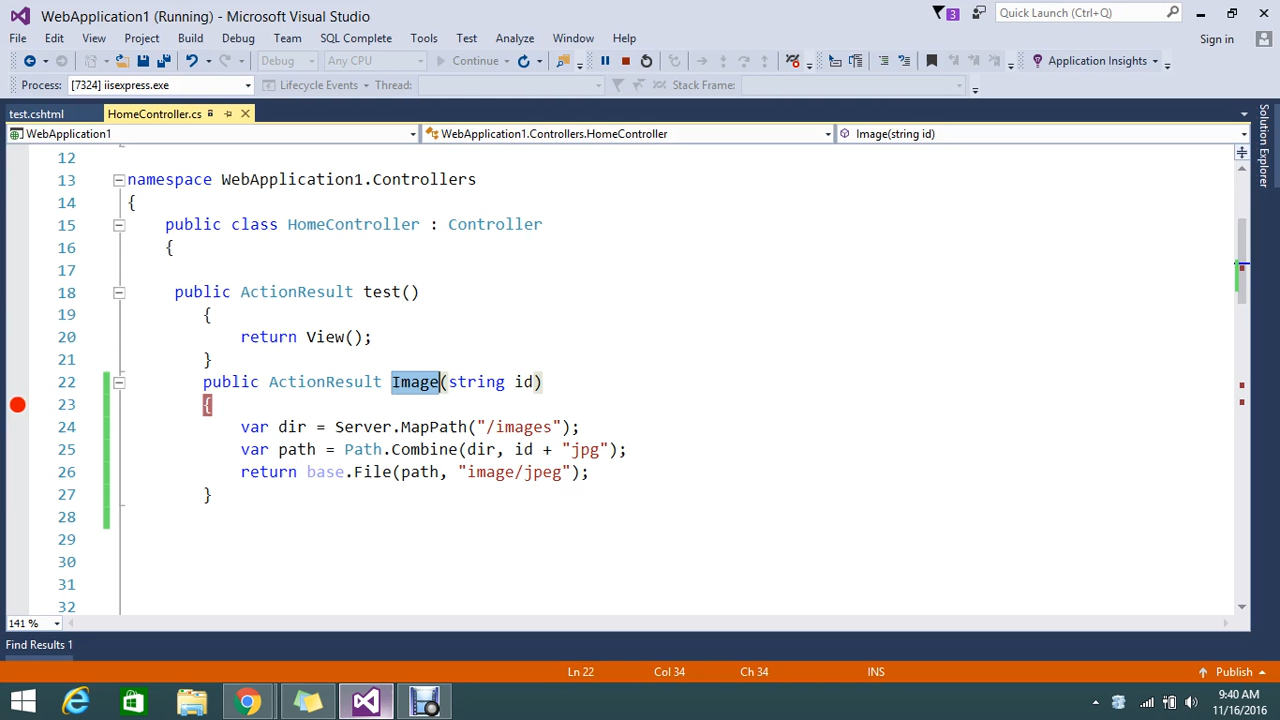 WebApplication1 (Running) - Microsoft Visual Studio
3
Quick Launch (Ctrl+Q)
File Edit View Project Build Debug Team SQL Complete Tools Test Analyze Window Help
Sign in
Debug Any CPU Continue Application Insights
Process: [7324] iisexpress.exe Lifecycle Events Thread: Stack Frame:
test.cshtml HomeController.cs
WebApplication1 WebApplication1.Controllers.HomeController Image(string id)
Solution Explorer
12
13 namespace WebApplication1.Controllers
14 {
15 public class HomeController : Controller
16 {
17
18 public ActionResult test()
19 {
20 return View();
21 }
22 public ActionResult Image(string id)
23 {
24 var dir = Server.MapPath("/images");
25 var path = Path.Combine(dir, id + "jpg");
26 return base.File(path, "image/jpeg");
27 }
28
29
30
31
32
141 %
Find Results 1
Ln 22 Col 34 Ch 34 INS Publish
9:40 AM
11/16/2016